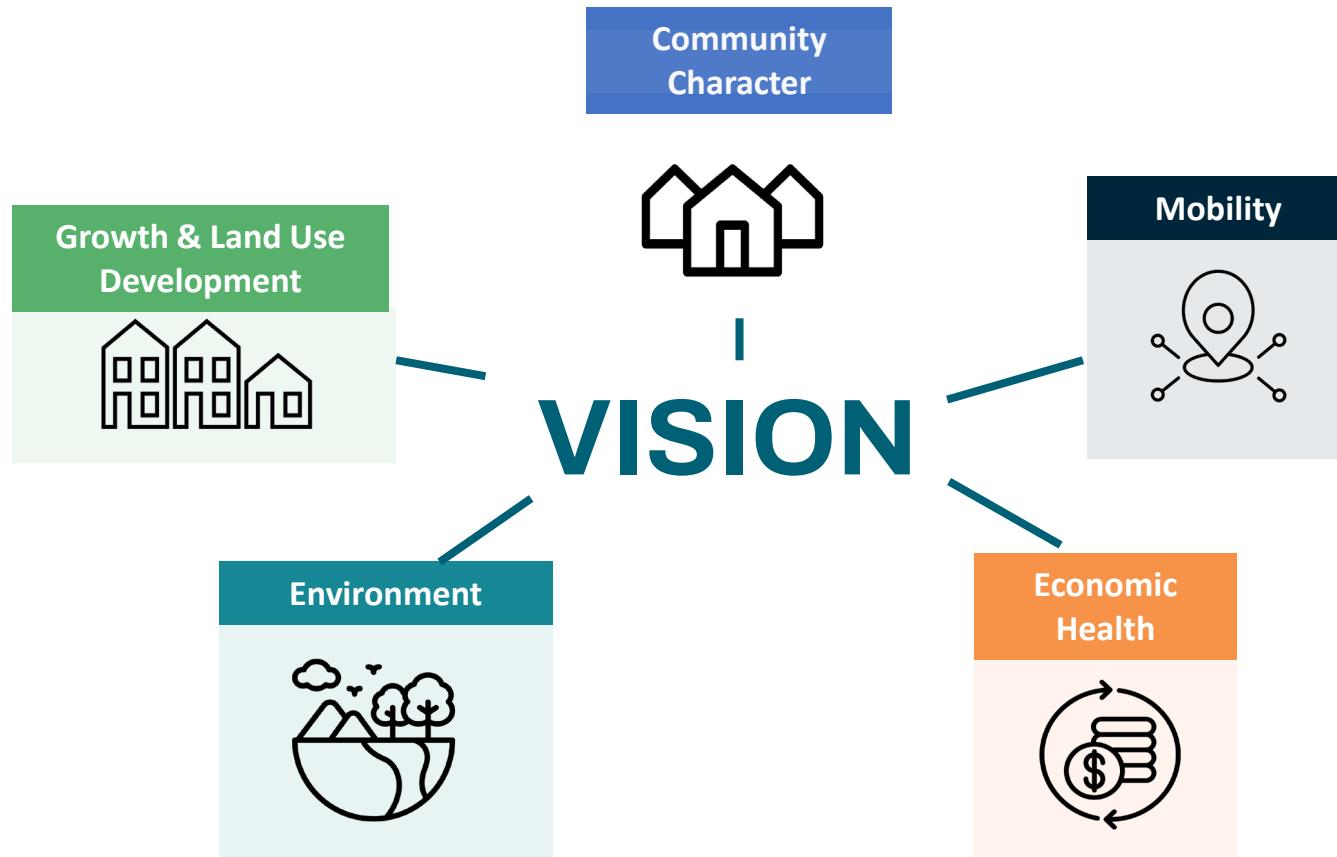 Community
Character
Growth & Land Use
Development
Mobility
VISION
Environment
Economic
Health
$